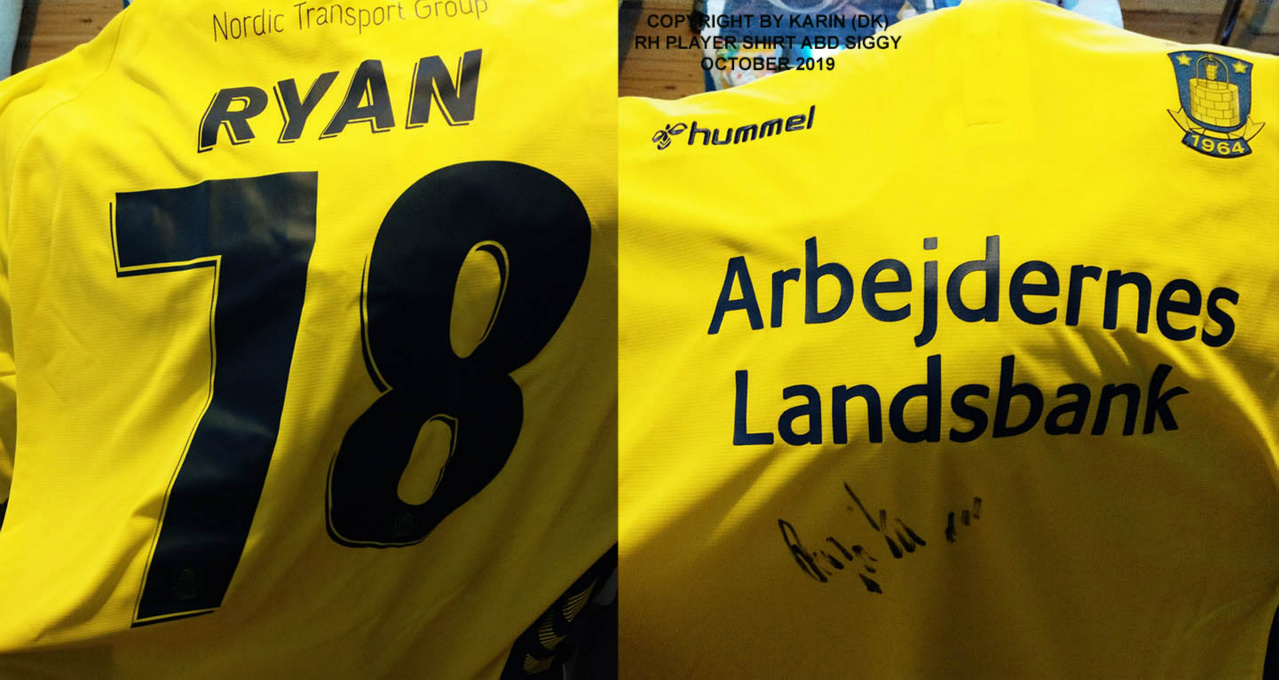 Nordic Transport Group
RYAN
78
COPYRIGHT BY KARIN (DK)
RH PLAYER SHIRT ABD SIGGY
OCTOBER 2019
hummel
1964
Arbejdernes
Landsbank